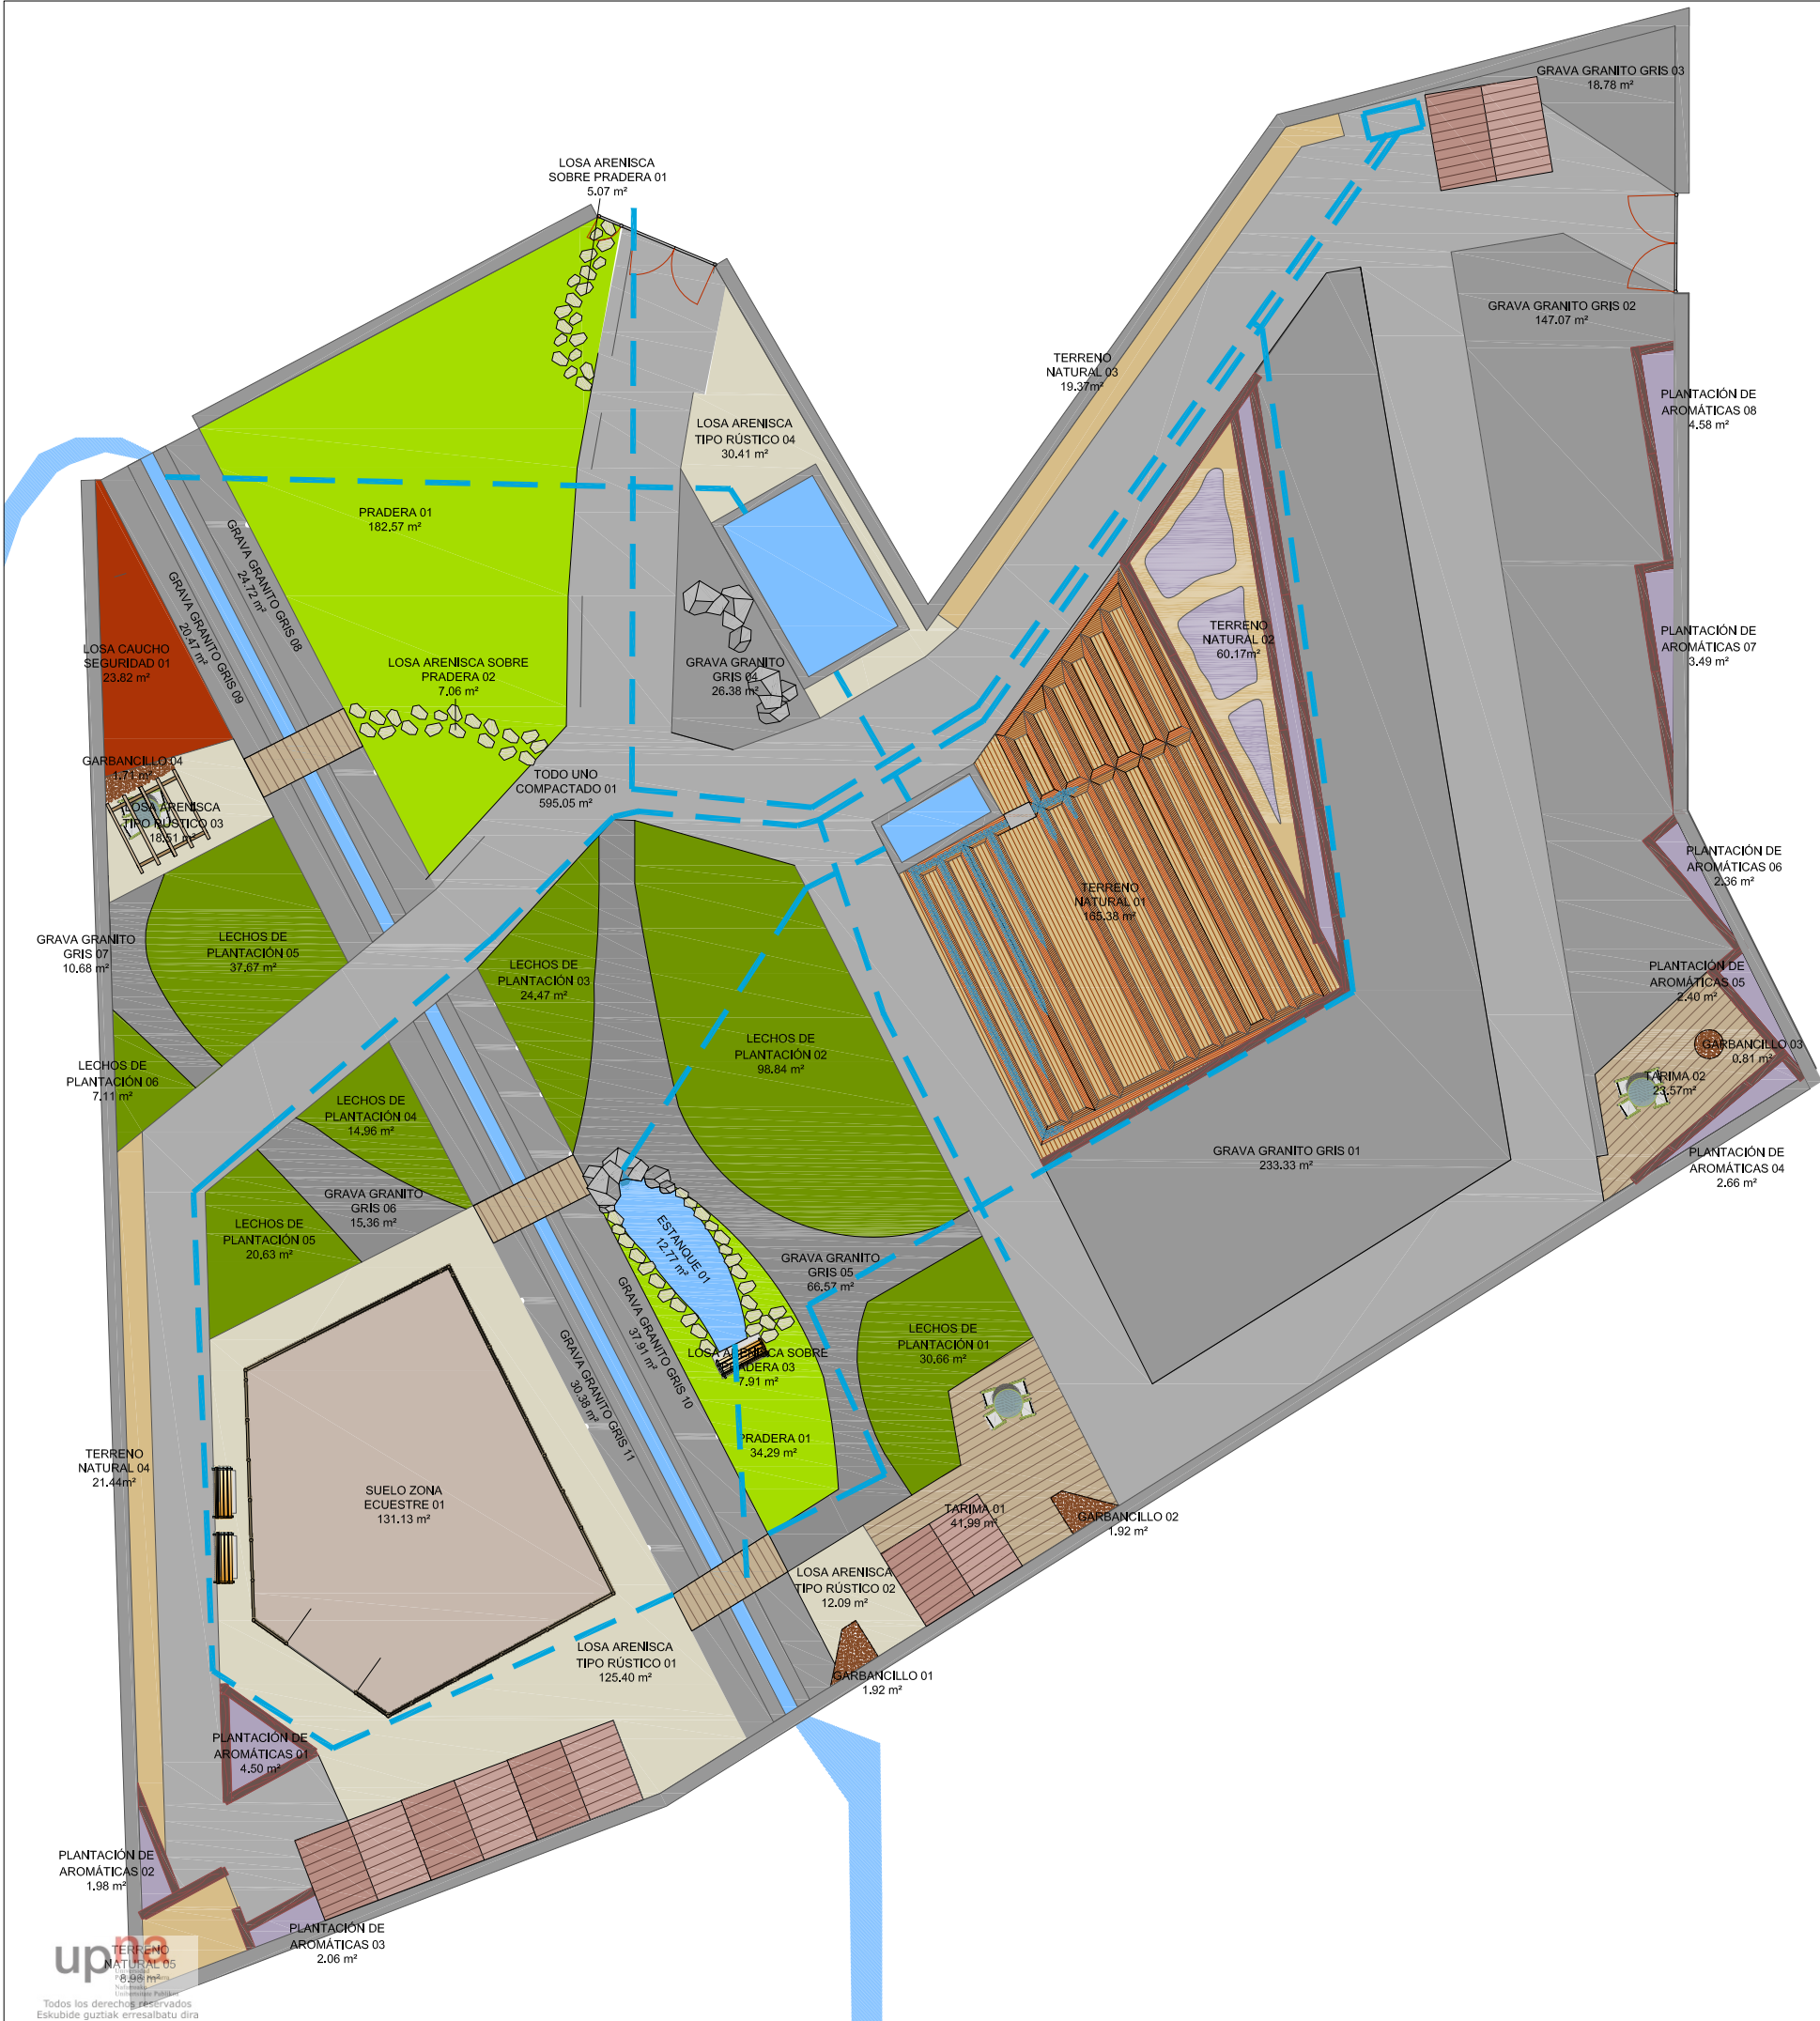 GRAVA GRANITO GRIS 03
18.78 m²
LOSA ARENISCA
SOBRE PRADERA 01
5.07 m²
GRAVA GRANITO GRIS 02
147.07 m²
TERRENO
NATURAL 03
19.37m²
PLANTACIÓN DE
AROMÁTICAS 08
4.58 m²
LOSA ARENISCA
TIPO RÚSTICO 04
30.41 m²
PRADERA 01
182.57 m²
GRAVA GRANITO GRIS 08
24.72 m²
GRAVA GRANITO GRIS 09
20.47 m²
LOSA CAUCHO
SEGURIDAD 01
23.82 m²
LOSA ARENISCA SOBRE
PRADERA 02
7.06 m²
GRAVA GRANITO
GRIS 04
26.38 m²
TERRENO
NATURAL 02
60.17m²
PLANTACIÓN DE
AROMÁTICAS 07
3.49 m²
GARBANCILLO 04
1.71 m²
LOSA ARENISCA
TIPO RÚSTICO 03
18.51 m²
TODO UNO
COMPACTADO 01
595.05 m²
PLANTACIÓN DE
AROMÁTICAS 06
2.36 m²
TERRENO
NATURAL 01
165.38 m²
GRAVA GRANITO
GRIS 07
10.68 m²
LECHOS DE
PLANTACIÓN 05
37.67 m²
LECHOS DE
PLANTACIÓN 03
24.47 m²
PLANTACIÓN DE
AROMÁTICAS 05
2.40 m²
LECHOS DE
PLANTACIÓN 02
98.84 m²
GARBANCILLO 03
0.81 m²
TARIMA 02
23.57m²
LECHOS DE
PLANTACIÓN 06
7.11 m²
LECHOS DE
PLANTACIÓN 04
14.96 m²
GRAVA GRANITO GRIS 01
233.33 m²
PLANTACIÓN DE
AROMÁTICAS 04
2.66 m²
GRAVA GRANITO
GRIS 06
15.36 m²
LECHOS DE
PLANTACIÓN 05
20.63 m²
ESTANQUE 01
12.77 m²
GRAVA GRANITO
GRIS 05
66.57 m²
GRAVA GRANITO GRIS 10
37.91 m²
GRAVA GRANITO GRIS 11
30.38 m²
LOSA ARENISCA SOBRE
PRADERA 03
7.91 m²
LECHOS DE
PLANTACIÓN 01
30.66 m²
PRADERA 01
34.29 m²
TERRENO
NATURAL 04
21.44m²
SUELO ZONA
ECUESTRE 01
131.13 m²
TARIMA 01
41.99 m²
GARBANCILLO 02
1.92 m²
LOSA ARENISCA
TIPO RÚSTICO 02
12.09 m²
LOSA ARENISCA
TIPO RÚSTICO 01
125.40 m²
GARBANCILLO 01
1.92 m²
PLANTACIÓN DE
AROMÁTICAS 01
4.50 m²
PLANTACIÓN DE
AROMÁTICAS 02
1.98 m²
PLANTACIÓN DE
AROMÁTICAS 03
2.06 m²
TERRENO
NATURAL 05
upna
Todos los derechos reservados
Eskubide guztiak erresalbatu dira